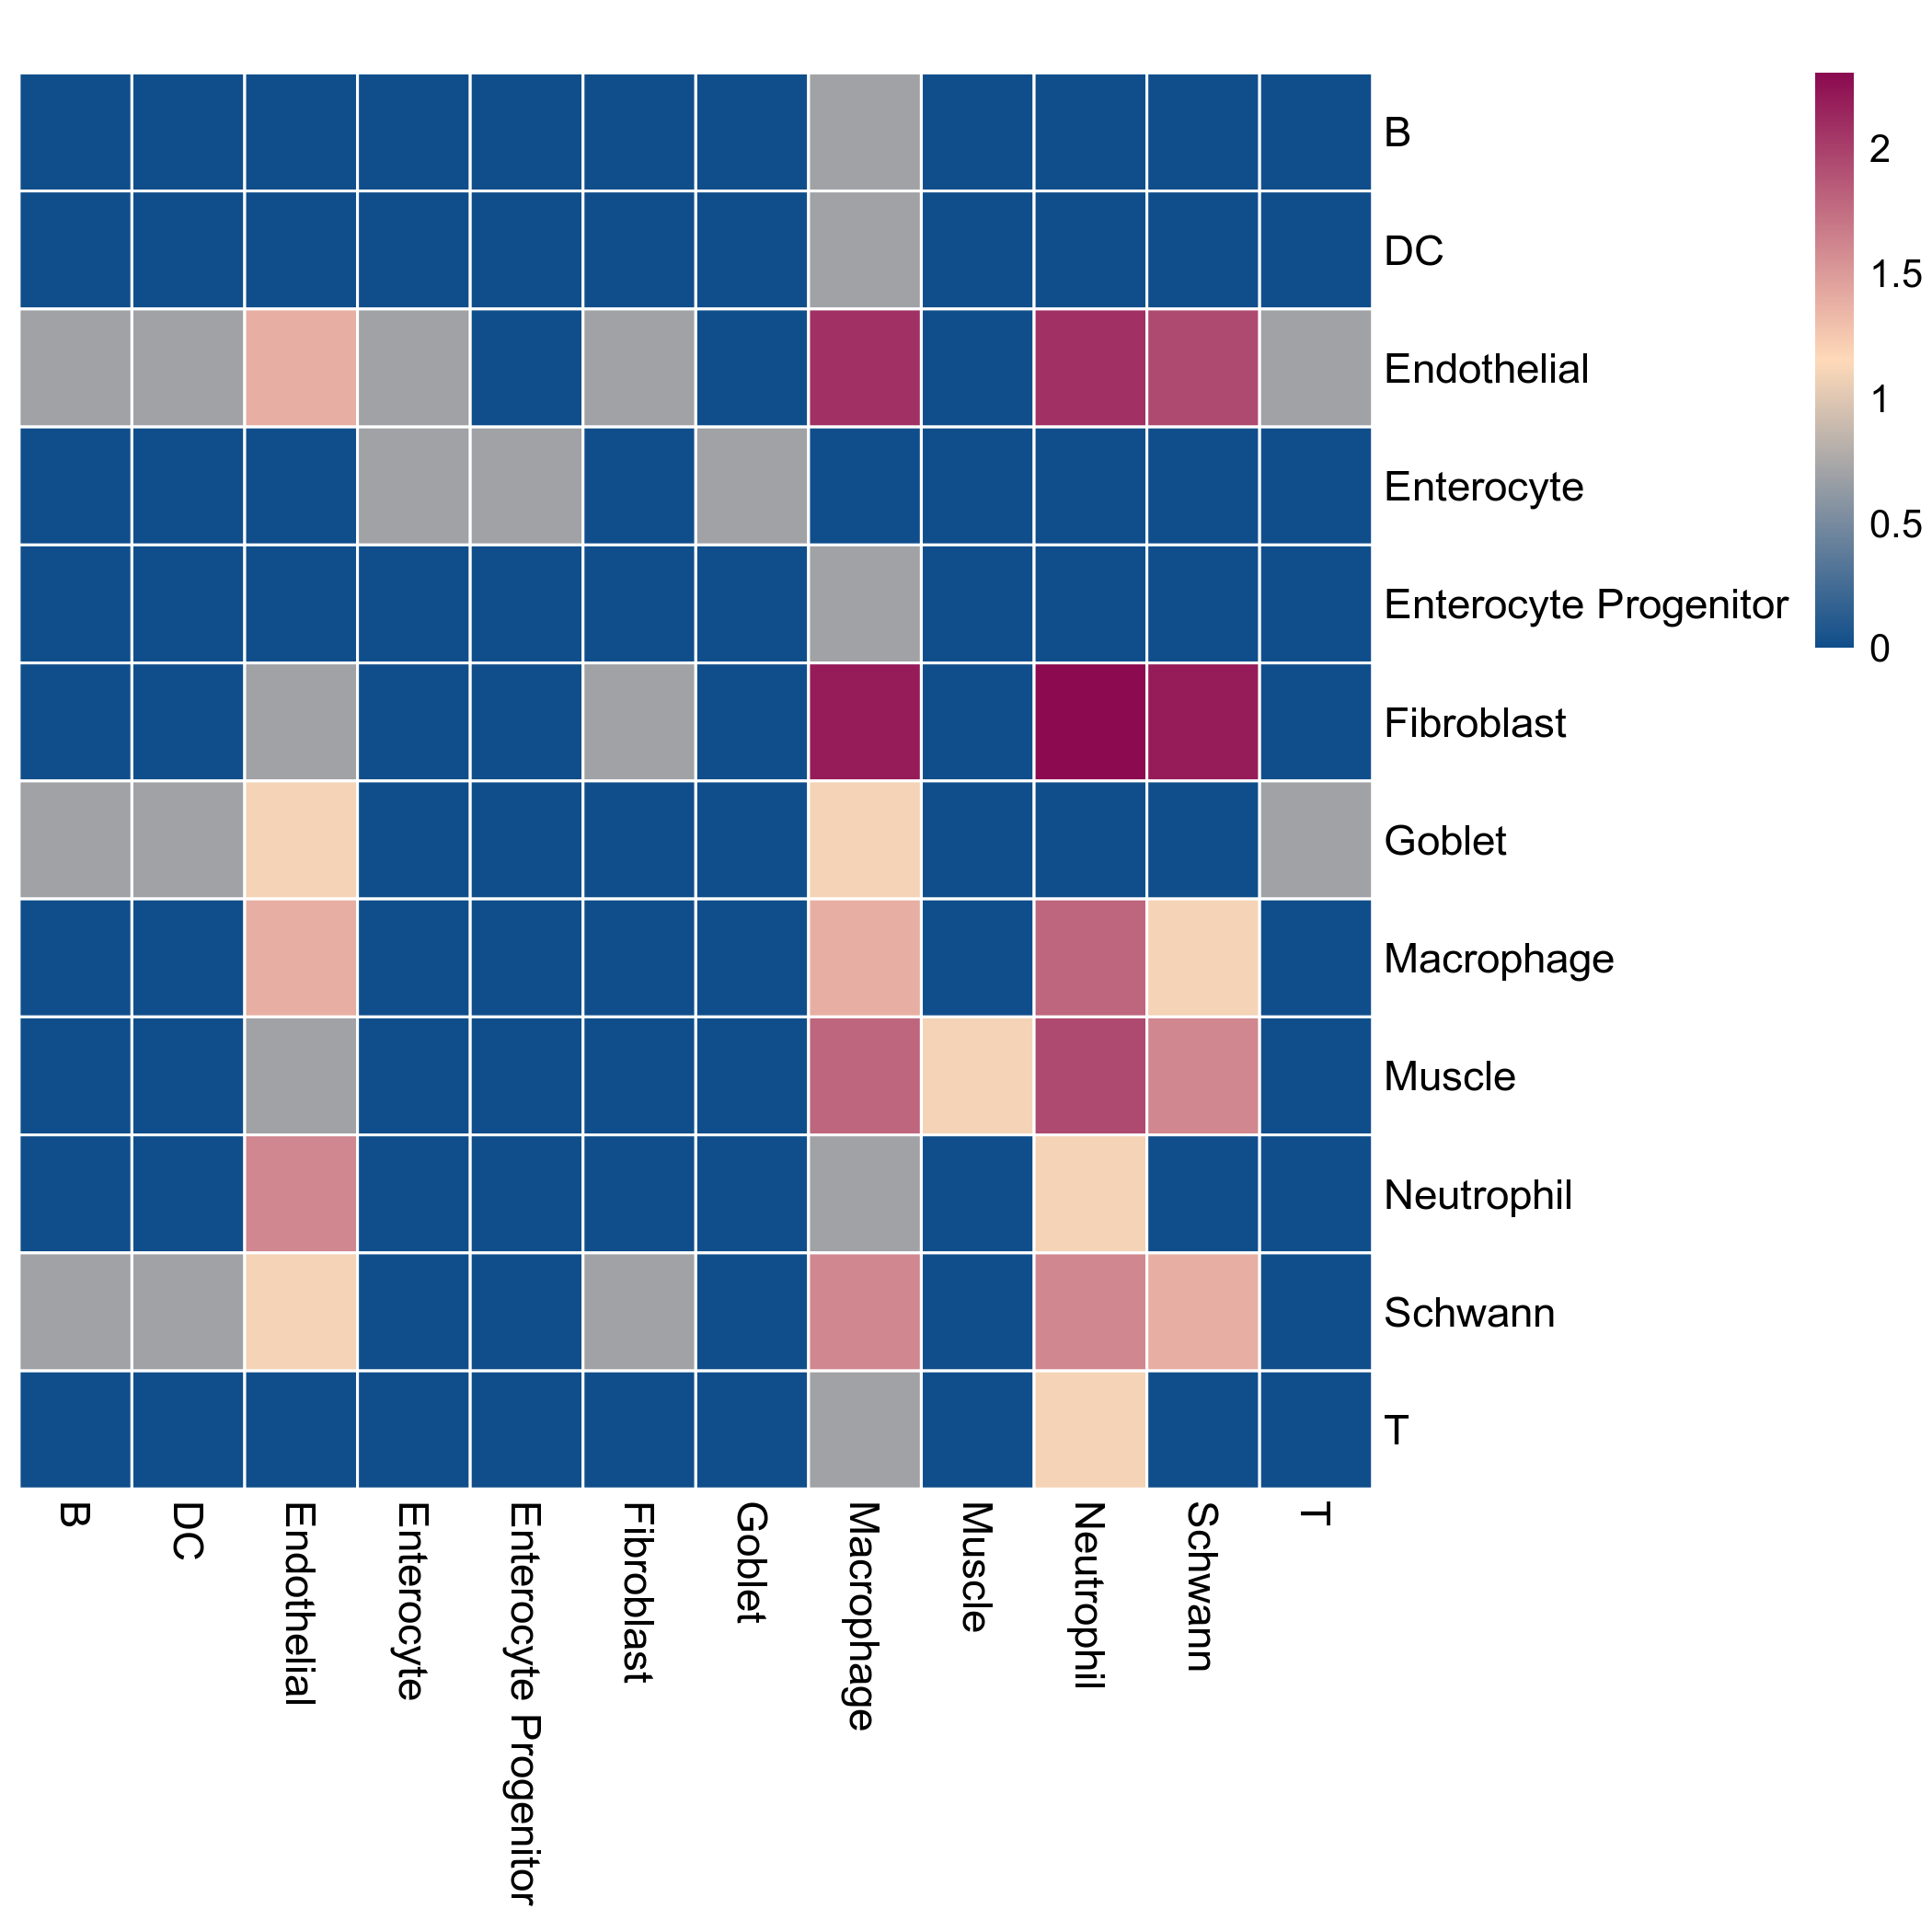 B
DC
Endothelial
Enterocyte
Enterocyte Progenitor
Fibroblast
Goblet
Macrophage
Muscle
Neutrophil
Schwann
T
2
1.5
1
0.5
0
B
DC
Endothelial
Enterocyte
Enterocyte Progenitor
Fibroblast
Goblet
Macrophage
Muscle
Neutrophil
Schwann
T